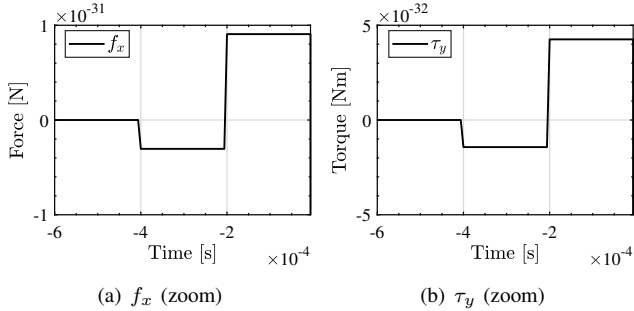 ×10⁻³¹
1
f_x
Force [N]
0
-1
-6
-4
-2
Time [s]
×10⁻⁴
(a) f_x (zoom)
×10⁻³²
5
τ_y
Torque [Nm]
0
-5
-6
-4
-2
Time [s]
×10⁻⁴
(b) τ_y (zoom)